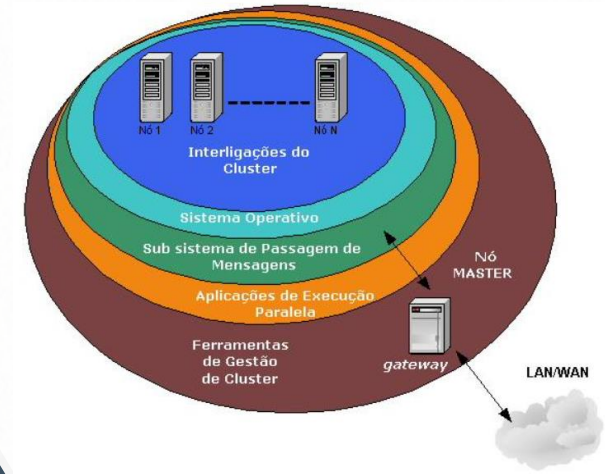 Nó 1
Nó 2
Nó N
Interligações do
Cluster
Sistema Operativo
Sub sistema de Passagem de
Mensagens
Nó
MASTER
Aplicações de Execução
Paralela
Ferramentas
de Gestão
de Cluster
gateway
LAN/WAN